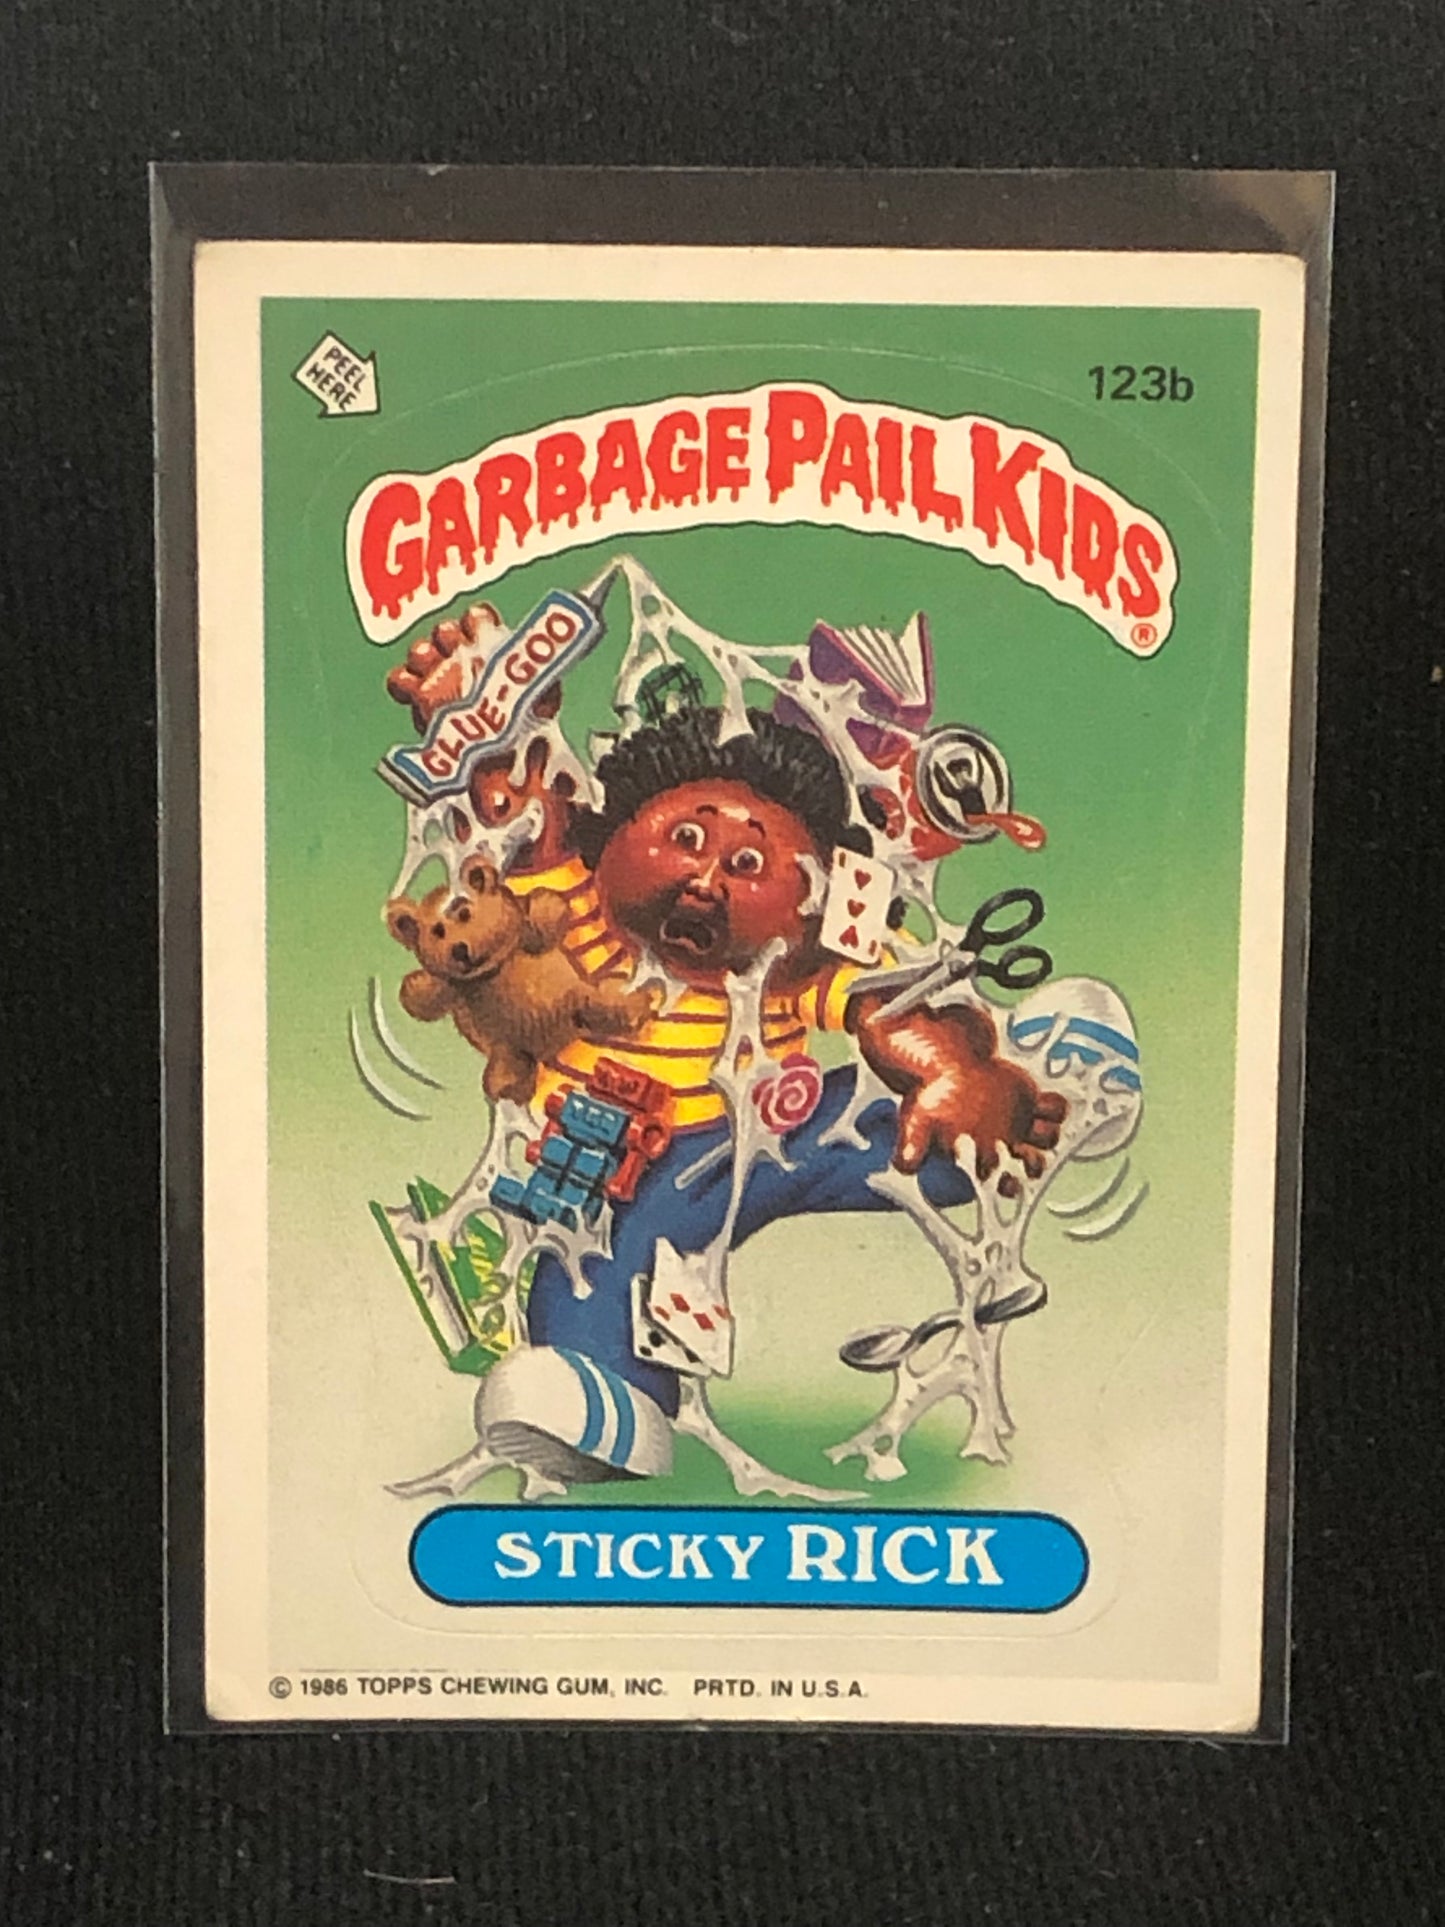 PEEL
HERE
123b
GARBAGE PAIL KIDS
®
GLUE-GOO
A
STICKY RICK
© 1986 TOPPS CHEWING GUM, INC. PRTD. IN U.S.A.